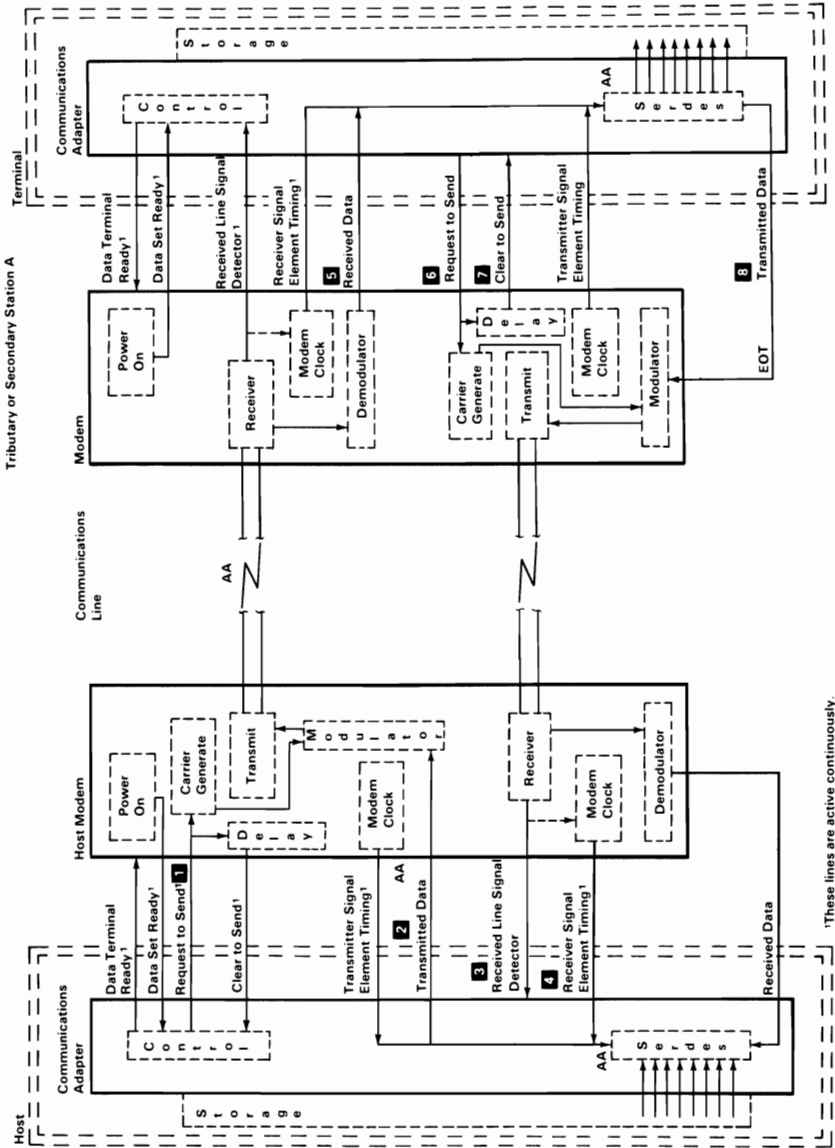 Tributary or Secondary Station A
Host
Communications
Adapter
Storage
Control
AA
Serdes
Data Terminal
Ready¹
Data Set Ready¹
Request to Send¹
1
Clear to Send¹
Transmitter Signal
Element Timing¹
AA
2
Transmitted Data
3
Received Line Signal
Detector
4
Receiver Signal
Element Timing¹
Received Data
Host Modem
Power
On
Carrier
Generate
Delay
Transmit
Modulator
Modem
Clock
Receiver
Modem
Clock
Demodulator
Communications
Line
AA
Modem
Power
On
Receiver
Modem
Clock
Demodulator
Carrier
Generate
Delay
Transmit
Modem
Clock
Modulator
EOT
Data Terminal
Ready¹
Data Set Ready¹
Received Line Signal
Detector¹
Receiver Signal
Element Timing¹
5
Received Data
6
Request to Send
7
Clear to Send
Transmitter Signal
Element Timing
8
Transmitted Data
Terminal
Communications
Adapter
Control
Storage
AA
Serdes
¹These lines are active continuously.